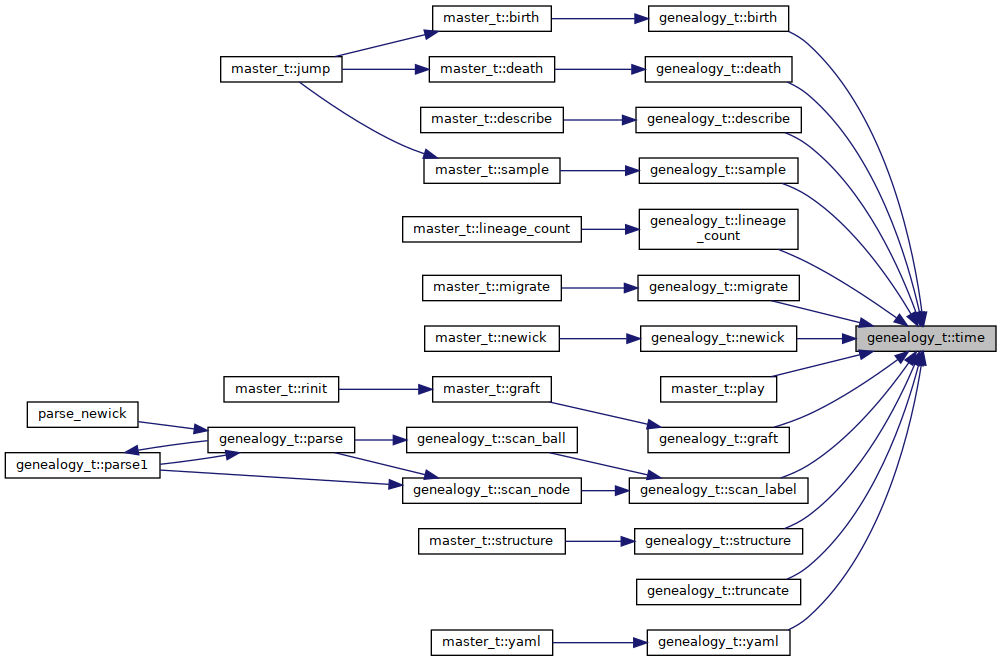 master_t::birth
genealogy_t::birth
master_t::jump
master_t::death
genealogy_t::death
master_t::describe
genealogy_t::describe
master_t::sample
genealogy_t::sample
master_t::lineage_count
genealogy_t::lineage
_count
master_t::migrate
genealogy_t::migrate
master_t::newick
genealogy_t::newick
genealogy_t::time
master_t::rinit
master_t::graft
master_t::play
parse_newick
genealogy_t::parse
genealogy_t::scan_ball
genealogy_t::graft
genealogy_t::parse1
genealogy_t::scan_node
genealogy_t::scan_label
master_t::structure
genealogy_t::structure
genealogy_t::truncate
master_t::yaml
genealogy_t::yaml